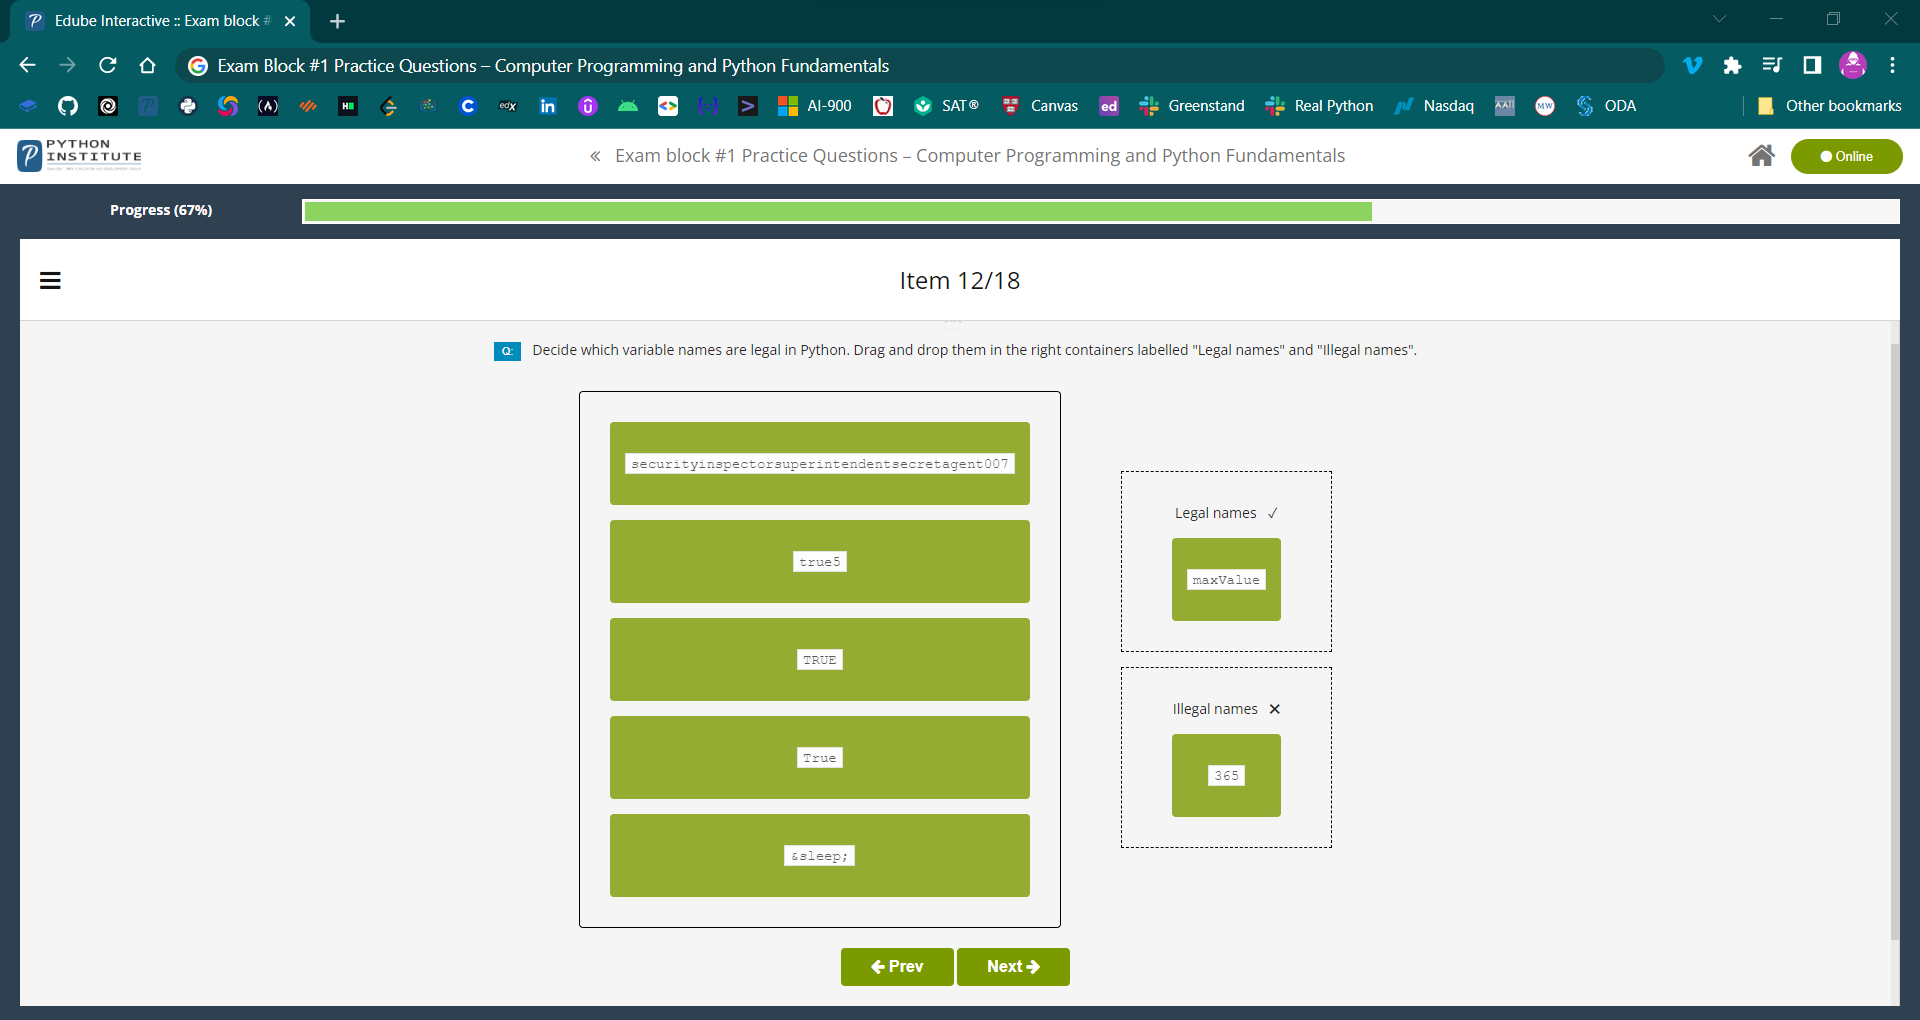 Edube Interactive :: Exam block #
Exam Block #1 Practice Questions – Computer Programming and Python Fundamentals
AI-900
SAT®
Canvas
ed
Greenstand
Real Python
Nasdaq
ODA
Other bookmarks
PYTHON
INSTITUTE
« Exam block #1 Practice Questions – Computer Programming and Python Fundamentals
Online
Progress (67%)
Item 12/18
Q: Decide which variable names are legal in Python. Drag and drop them in the right containers labelled "Legal names" and "Illegal names".
securityinspectorsuperintendentsecretagent007
true5
TRUE
True
&sleep;
Legal names ✓
maxValue
Illegal names ✕
365
← Prev
Next →